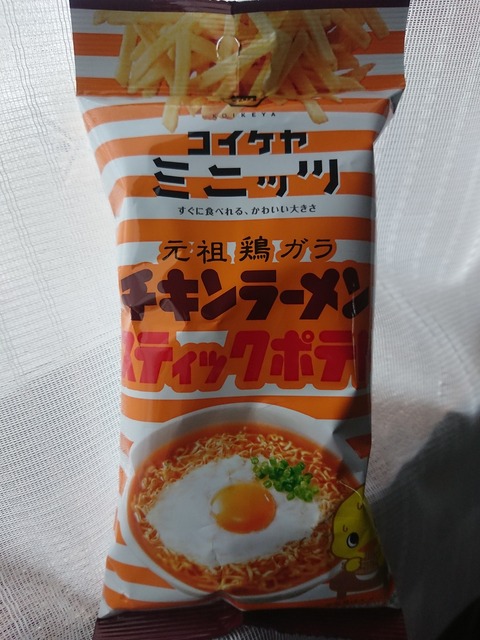 KOIKEYA
コイケヤ
ミニッツ
すぐに食べれる、かわいい大きさ
元祖鶏ガラ
チキンラーメン
スティックポテト